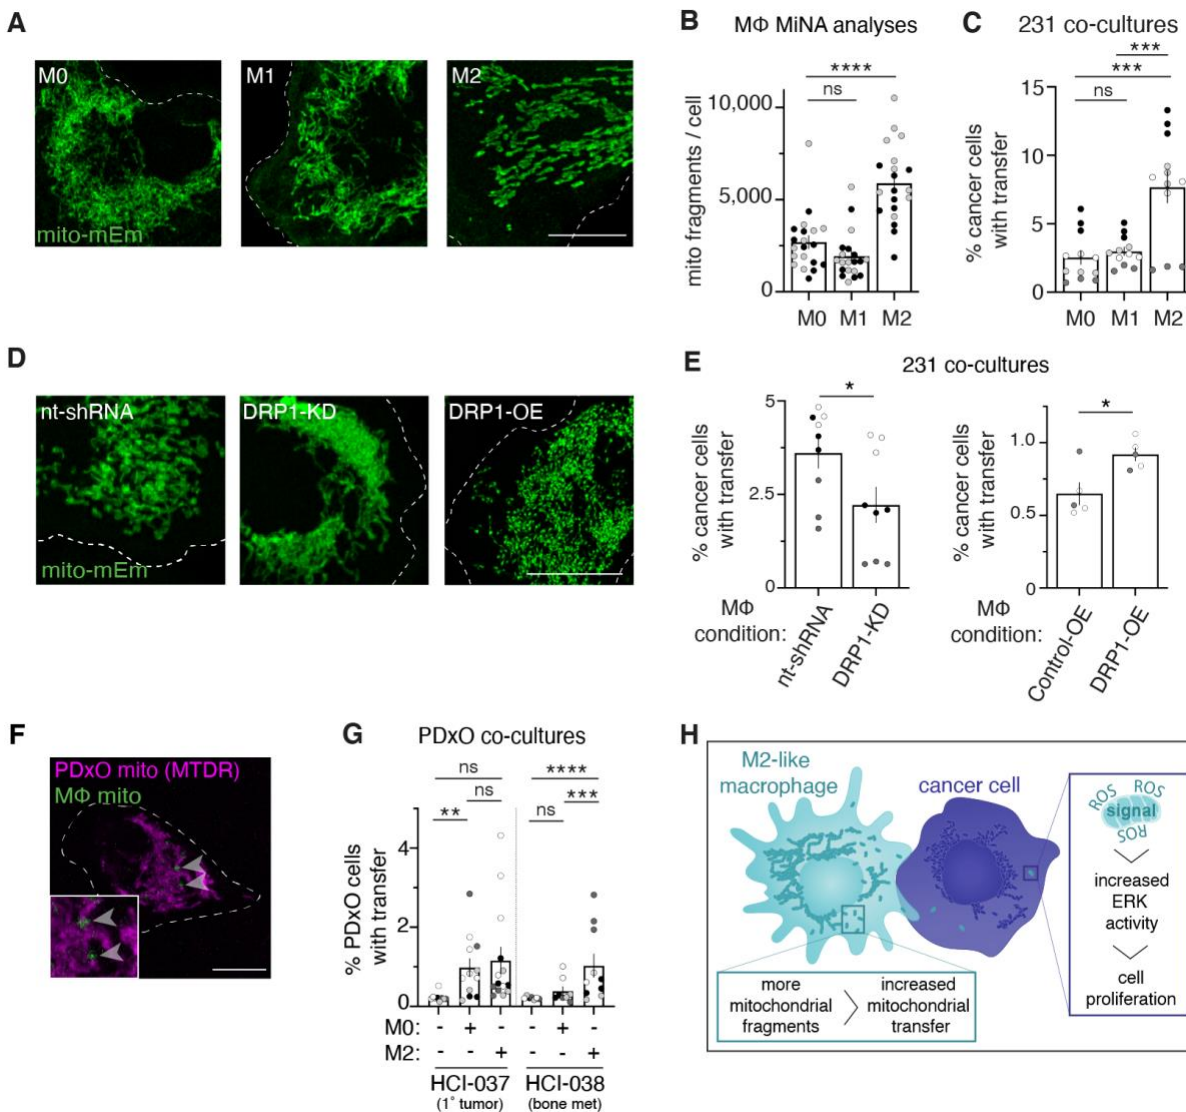 A
M0
M1
M2
mito-mEm
B
MΦ MiNA analyses
****
ns
10,000
5,000
0
mito fragments / cell
M0 M1 M2
C
231 co-cultures
***
***
ns
15
10
5
0
% cancer cells
with transfer
M0 M1 M2
D
nt-shRNA
DRP1-KD
DRP1-OE
mito-mEm
E
231 co-cultures
*
5
2.5
0
% cancer cells
with transfer
MΦ
condition:
nt-shRNA
DRP1-KD
*
1.0
0.5
0
% cancer cells
with transfer
MΦ
condition:
Control-OE
DRP1-OE
F
PDxO mito (MTDR)
MΦ mito
G
PDxO co-cultures
ns
ns
**
****
***
ns
4
2
0
% PDxO cells
with transfer
M0: - + - - + -
M2: - - + - - +
HCI-037
(1° tumor)
HCI-038
(bone met)
H
M2-like
macrophage
cancer cell
ROS
ROS
signal
ROS
increased
ERK
activity
cell
proliferation
more
mitochondrial
fragments
increased
mitochondrial
transfer